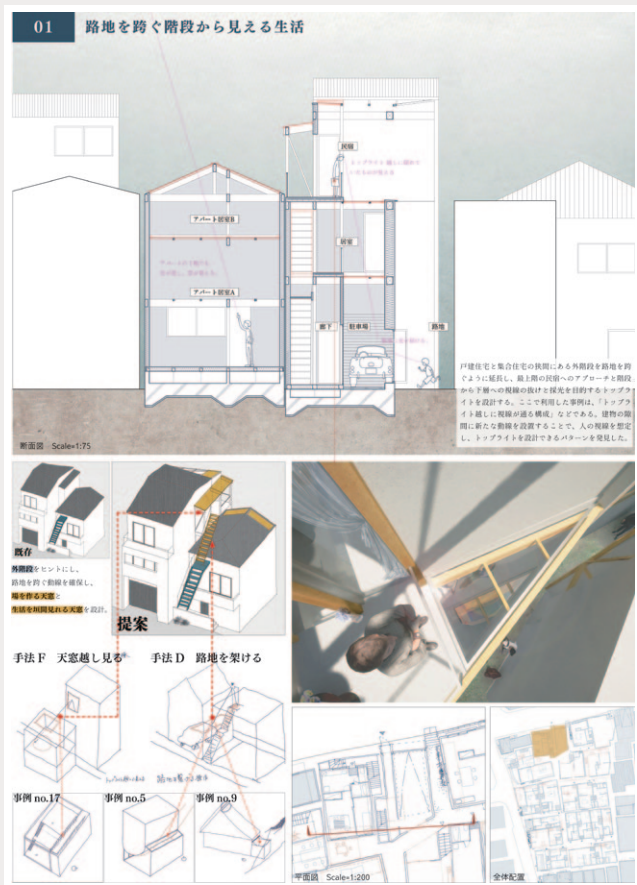 01
路地を跨ぐ階段から見える生活
民宿
アパート居室B
居室
アパート居室A
廊下
駐車場
路地
戸建住宅と集合住宅の狭間にある外階段を路地を跨
ぐように延長し、最上階の民宿へのアプローチと階段
から下層への視線の抜けと採光を目的するトップラ
イトを設計する。ここで利用した事例は、「トップラ
イト越しに視線が通る構成」などである。建物の隙
間に新たな動線を設置することで、人の視線を想定
し、トップライトを設計できるパターンを発見した。
断面図 Scale=1:75
既存
外階段をヒントにし、
路地を跨ぐ動線を確保し、
場を作る天窓と
生活を垣間見れる天窓を設計。
提案
手法 F 天窓越し見る
手法 D 路地を架ける
事例 no.17
事例 no.5
事例 no.9
平面図 Scale=1:200
全体配置